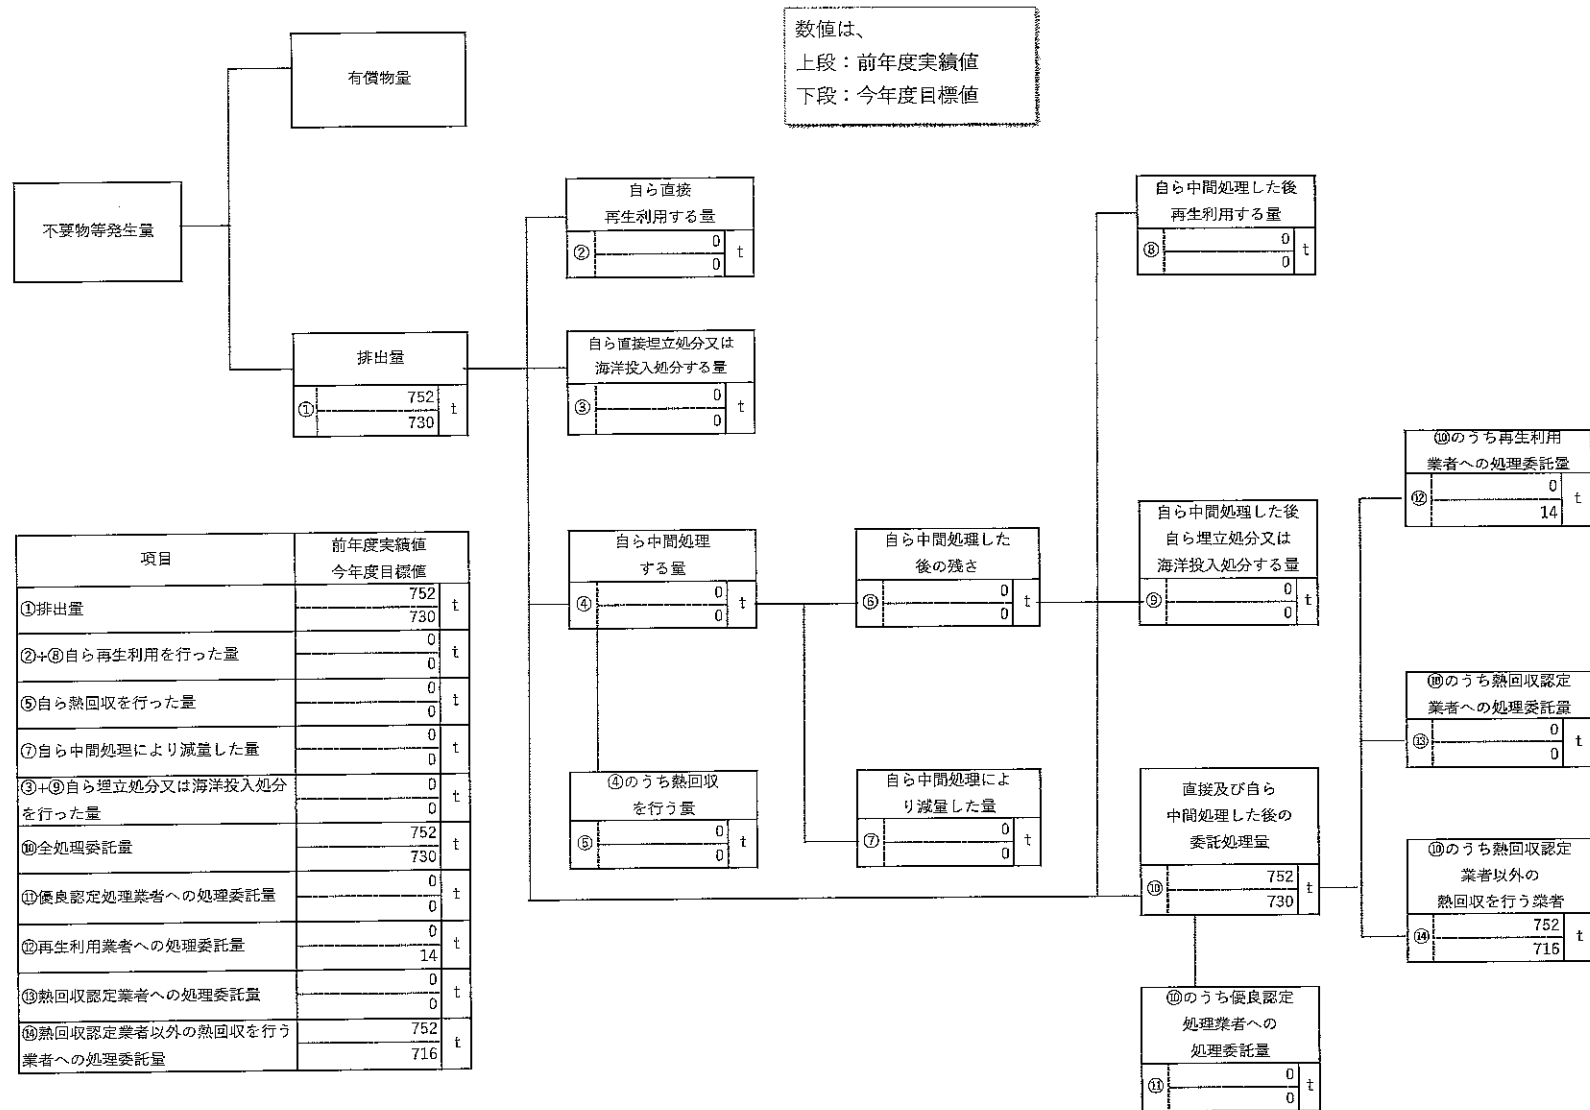 数値は、
上段：前年度実績値
下段：今年度目標値
有償物量
不要物等発生量
排出量
①
752
730
t
自ら直接
再生利用する量
②
0
0
t
自ら直接埋立処分又は
海洋投入処分する量
③
0
0
t
自ら中間処理
する量
④
0
0
t
④のうち熱回収
を行う量
⑤
0
0
t
自ら中間処理した
後の残さ
⑥
0
0
t
自ら中間処理によ
り減量した量
⑦
0
0
t
自ら中間処理した後
再生利用する量
⑧
0
0
t
自ら中間処理した後
自ら埋立処分又は
海洋投入処分する量
⑨
0
0
t
直接及び自ら
中間処理した後の
委託処理量
⑩
752
730
t
⑩のうち優良認定
処理業者への
処理委託量
⑪
0
0
t
⑩のうち再生利用
業者への処理委託量
⑫
0
14
t
⑩のうち熱回収認定
業者への処理委託量
⑬
0
0
t
⑩のうち熱回収認定
業者以外の
熱回収を行う業者
⑭
752
716
t
項目
前年度実績値
今年度目標値
①排出量
752
730
t
②+⑧自ら再生利用を行った量
0
0
t
⑤自ら熱回収を行った量
0
0
t
⑦自ら中間処理により減量した量
0
0
t
③+⑨自ら埋立処分又は海洋投入処分
を行った量
0
0
t
⑩全処理委託量
752
730
t
⑪優良認定処理業者への処理委託量
0
0
t
⑫再生利用業者への処理委託量
0
14
t
⑬熱回収認定業者への処理委託量
0
0
t
⑭熱回収認定業者以外の熱回収を行う
業者への処理委託量
752
716
t